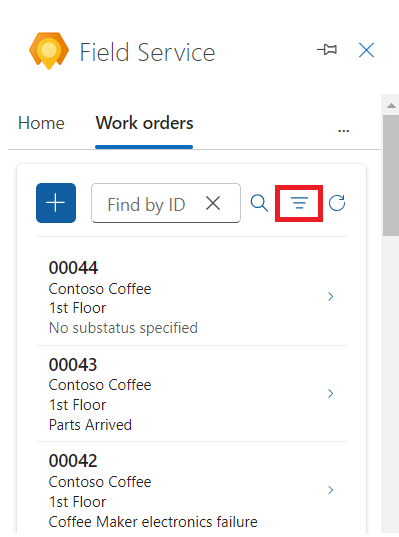 Field Service
Home Work orders ...
Find by ID
00044
Contoso Coffee
1st Floor
No substatus specified
00043
Contoso Coffee
1st Floor
Parts Arrived
00042
Contoso Coffee
1st Floor
Coffee Maker electronics failure